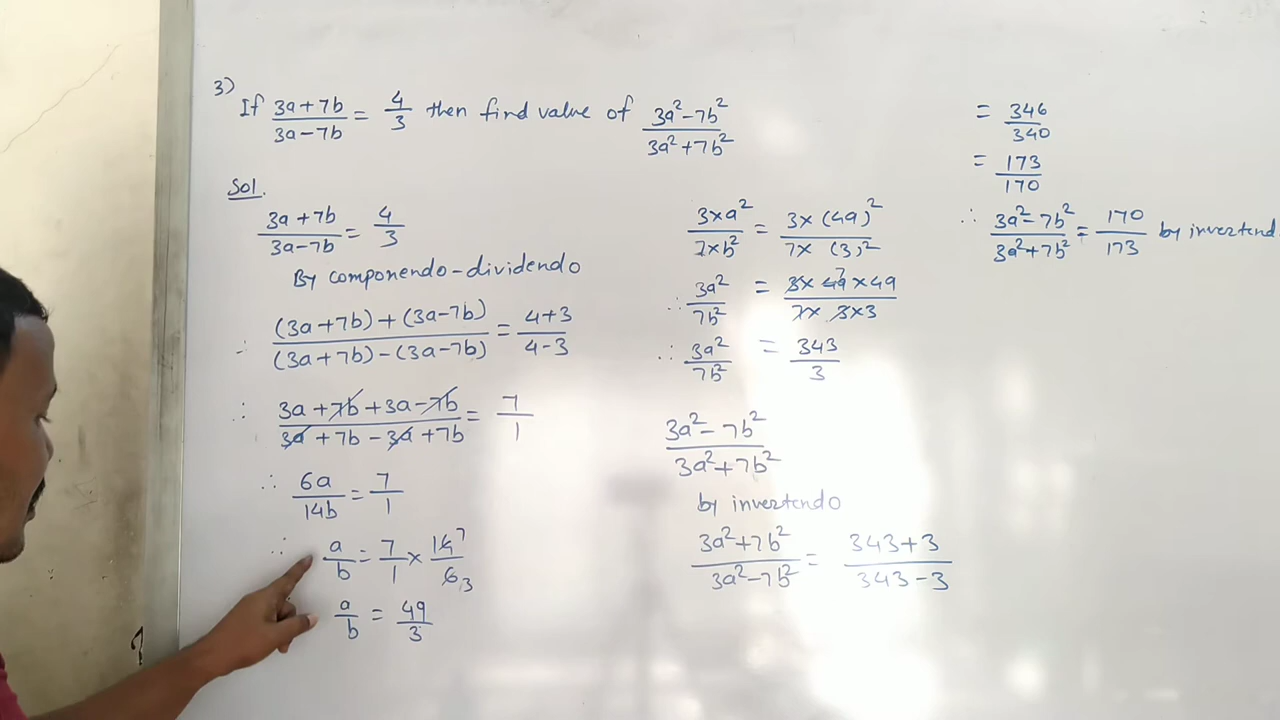 3)
If (3a+7b)/(3a-7b) = 4/3 then find value of (3a²-7b²)/(3a²+7b²)
Sol.
(3a+7b)/(3a-7b) = 4/3
By componendo-dividendo
∴ ((3a+7b)+(3a-7b))/((3a+7b)-(3a-7b)) = (4+3)/(4-3)
∴ (3a+7b+3a-7b)/(3a+7b-3a+7b) = 7/1
∴ 6a/14b = 7/1
∴ a/b = 7/1 × 14 7/6 3
a/b = 49/3
(3×a²)/(7×b²) = (3×(49)²)/(7×(3)²)
∴ 3a²/7b² = (3×49 7×49)/(7×3×3)
∴ 3a²/7b² = 343/3
(3a²-7b²)/(3a²+7b²)
by invertendo
(3a²+7b²)/(3a²-7b²) = (343+3)/(343-3)
= 346/340
= 173/170
∴ (3a²-7b²)/(3a²+7b²) = 170/173 by invertend
?